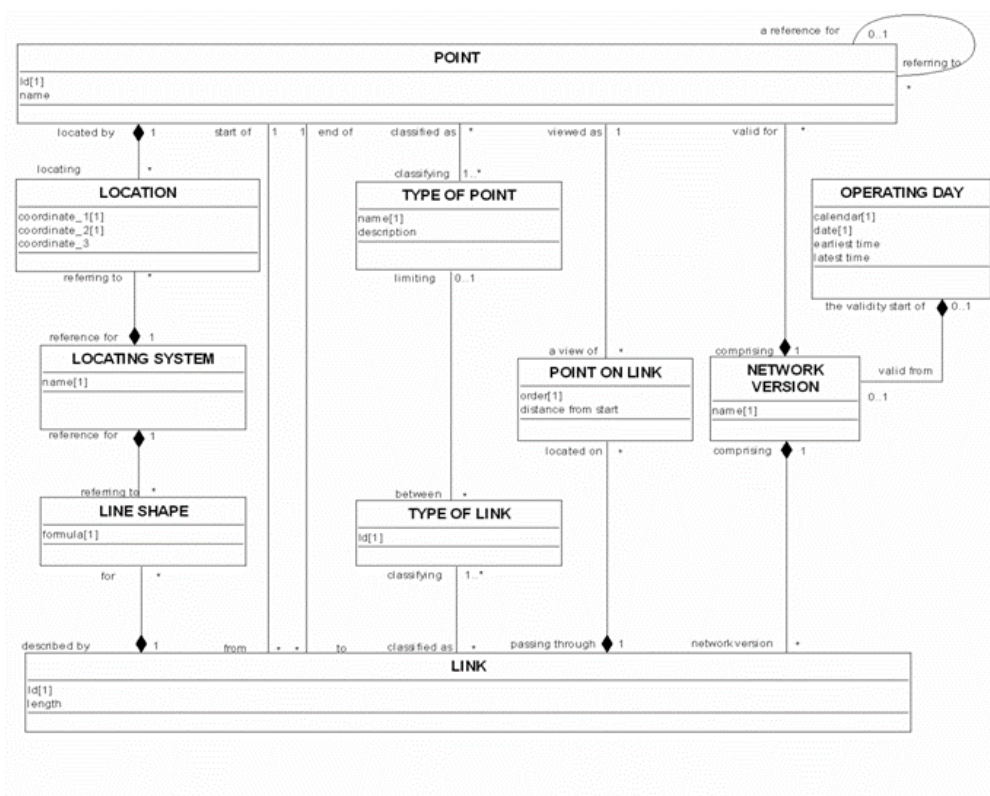 a reference for
0..1
POINT
referring to
Id[1]
name
*
located by 1
start of 1
1 end of
classified as *
viewed as 1
valid for *
locating *
classifying 1..*
LOCATION
coordinate_1[1]
coordinate_2[1]
coordinate_3
TYPE OF POINT
name[1]
description
OPERATING DAY
calendar[1]
date[1]
earliest time
latest time
referring to *
limiting 0..1
the validity start of 0..1
reference for 1
a view of *
comprising 1
LOCATING SYSTEM
name[1]
POINT ON LINK
order[1]
distance from start
NETWORK
VERSION
name[1]
valid from
0..1
reference for 1
located on *
comprising 1
referring to *
between *
LINE SHAPE
formula[1]
TYPE OF LINK
Id[1]
for *
classifying 1..*
described by 1
from *
* to
classified as *
passing through 1
network version *
LINK
Id[1]
length